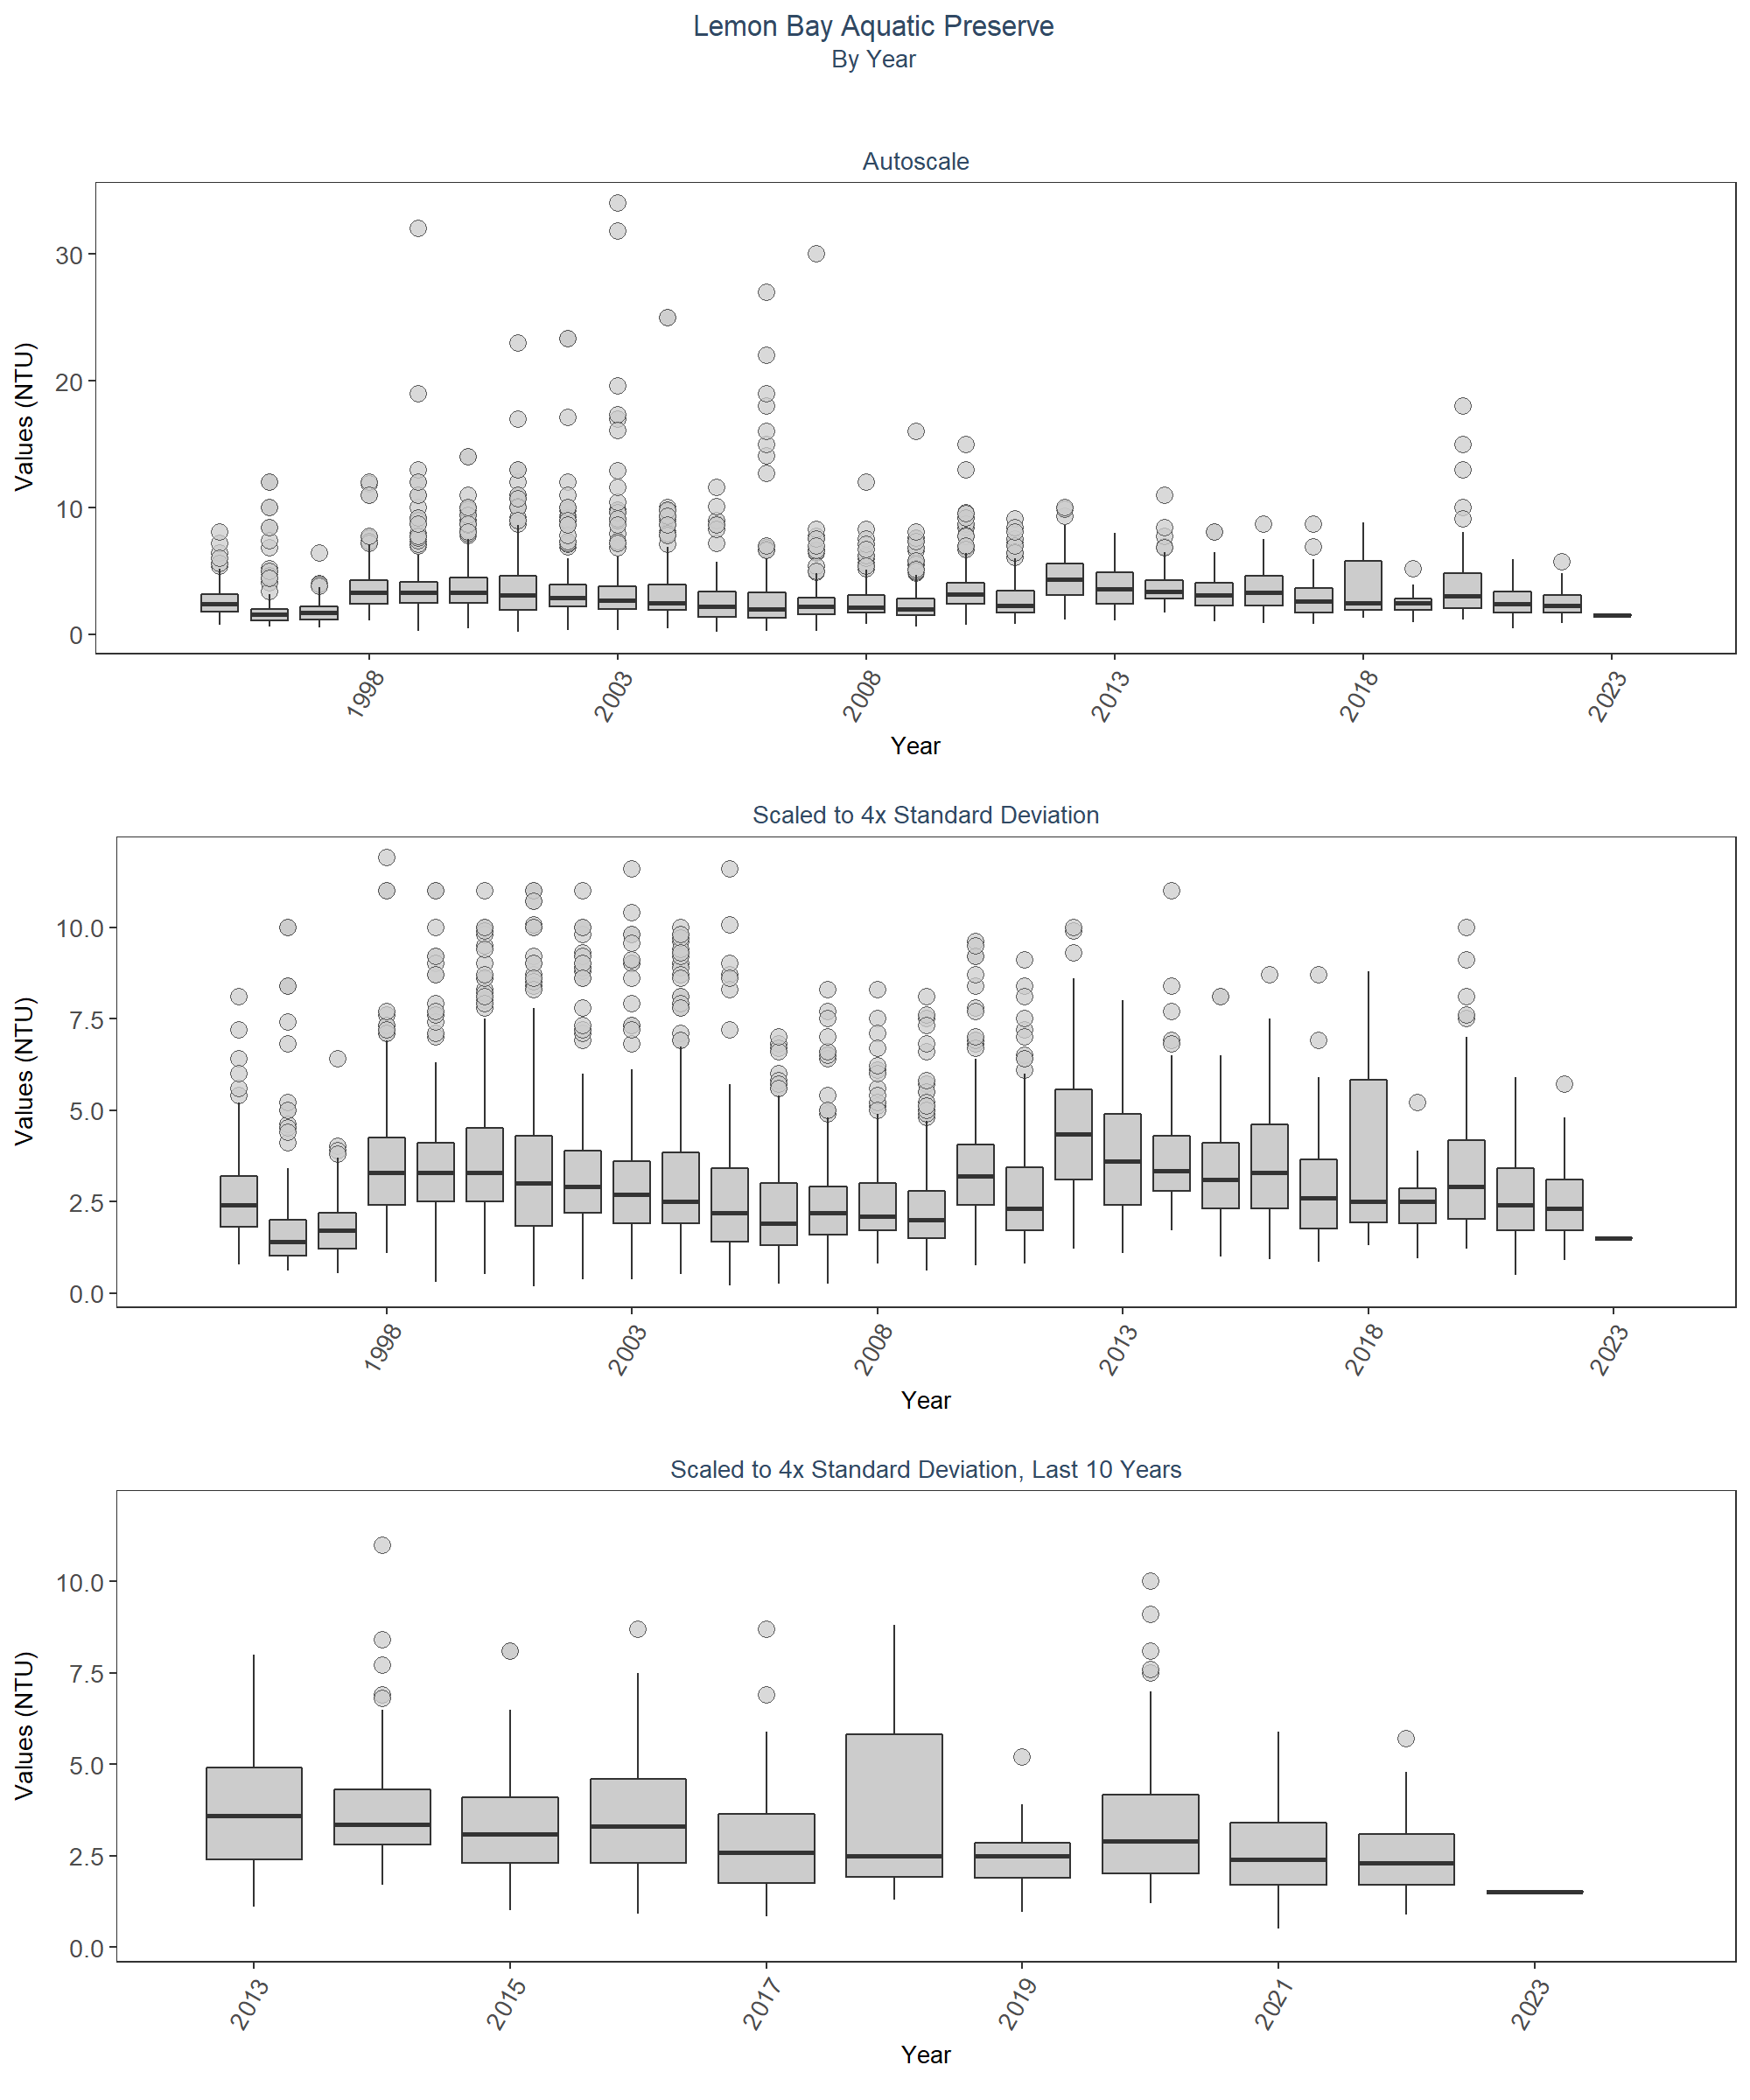 Lemon Bay Aquatic Preserve
By Year
Autoscale
Values (NTU)
30
20
10
0
1998
2003
2008
2013
2018
2023
Year
Scaled to 4x Standard Deviation
Values (NTU)
10.0
7.5
5.0
2.5
0.0
1998
2003
2008
2013
2018
2023
Year
Scaled to 4x Standard Deviation, Last 10 Years
Values (NTU)
10.0
7.5
5.0
2.5
0.0
2013
2015
2017
2019
2021
2023
Year